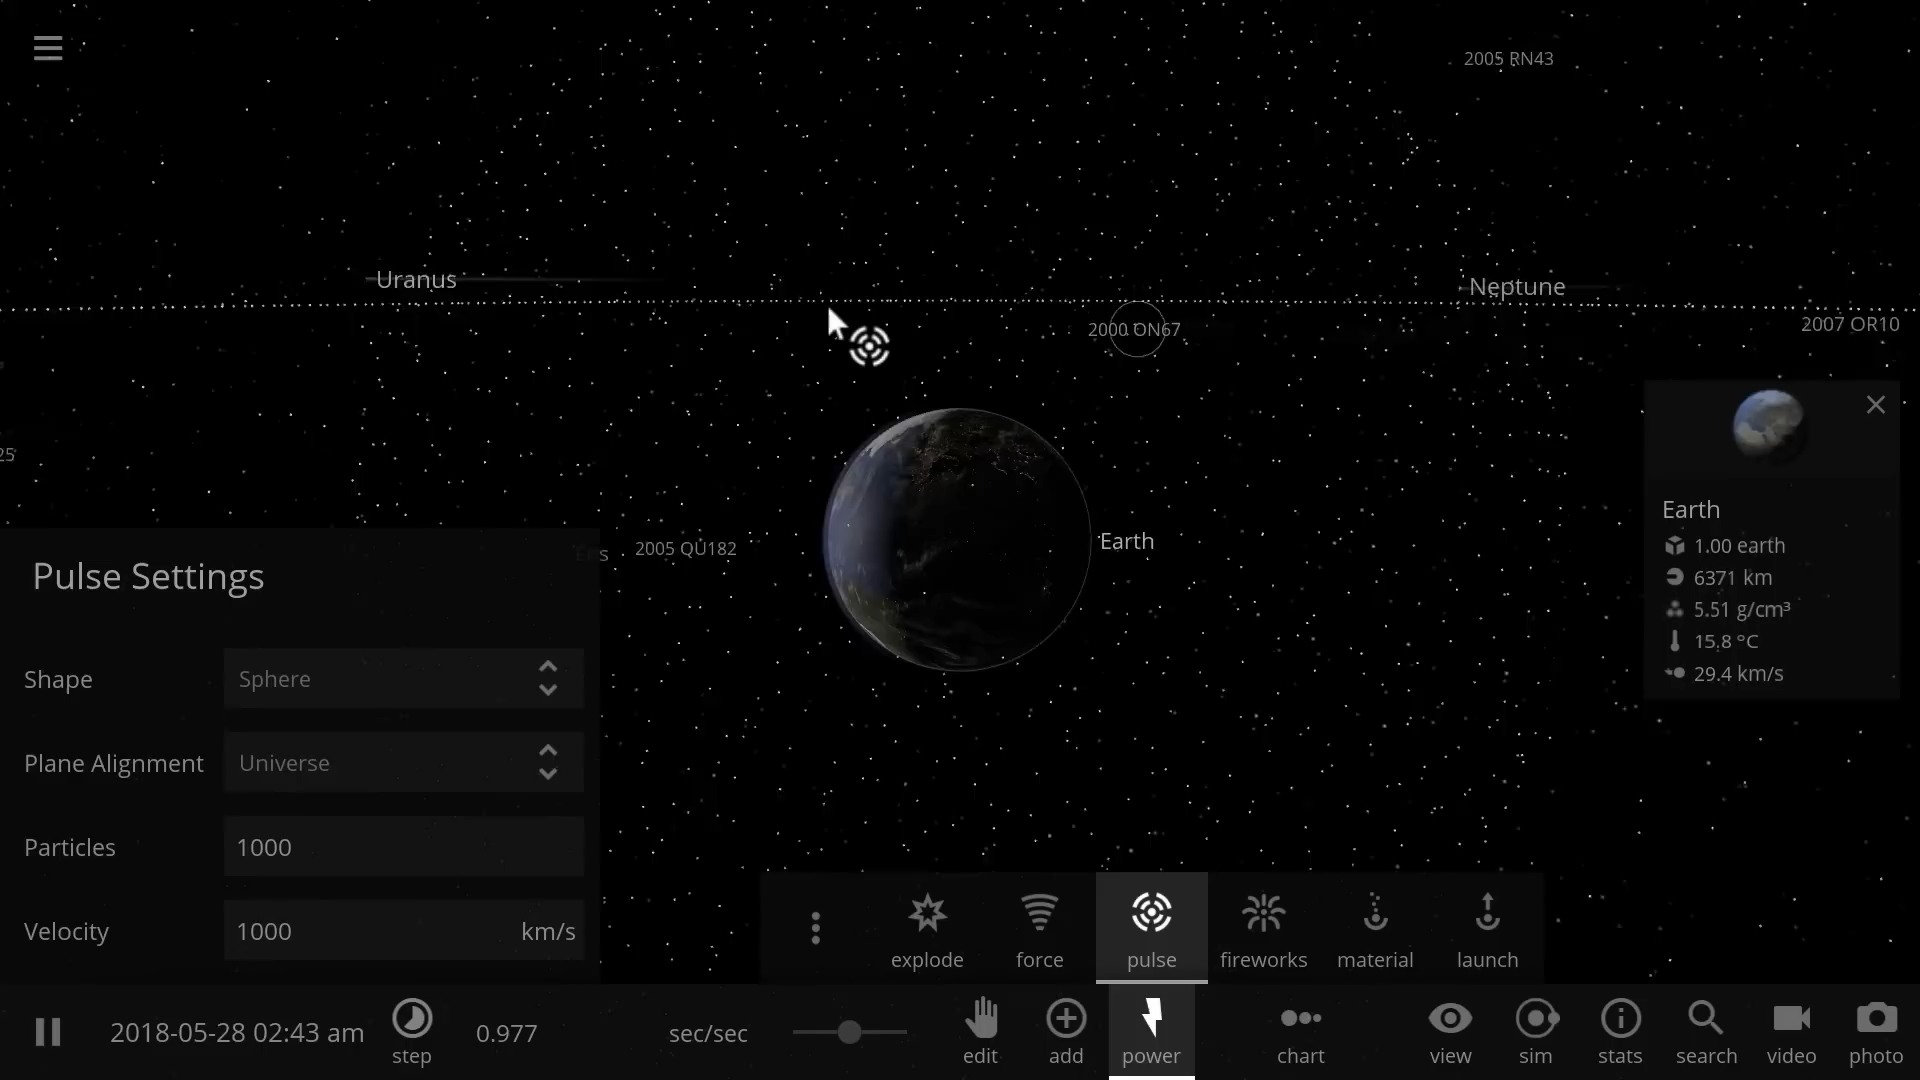 2005 RN43
Uranus
Neptune
2000 ON67
2007 OR10
25
Earth
2005 QU182
Earth
1.00 earth
6371 km
5.51 g/cm³
15.8 °C
29.4 km/s
Pulse Settings
Shape Sphere
Plane Alignment Universe
Particles 1000
Velocity 1000 km/s
explode force pulse fireworks material launch
2018-05-28 02:43 am step 0.977 sec/sec edit add power chart view sim stats search video photo